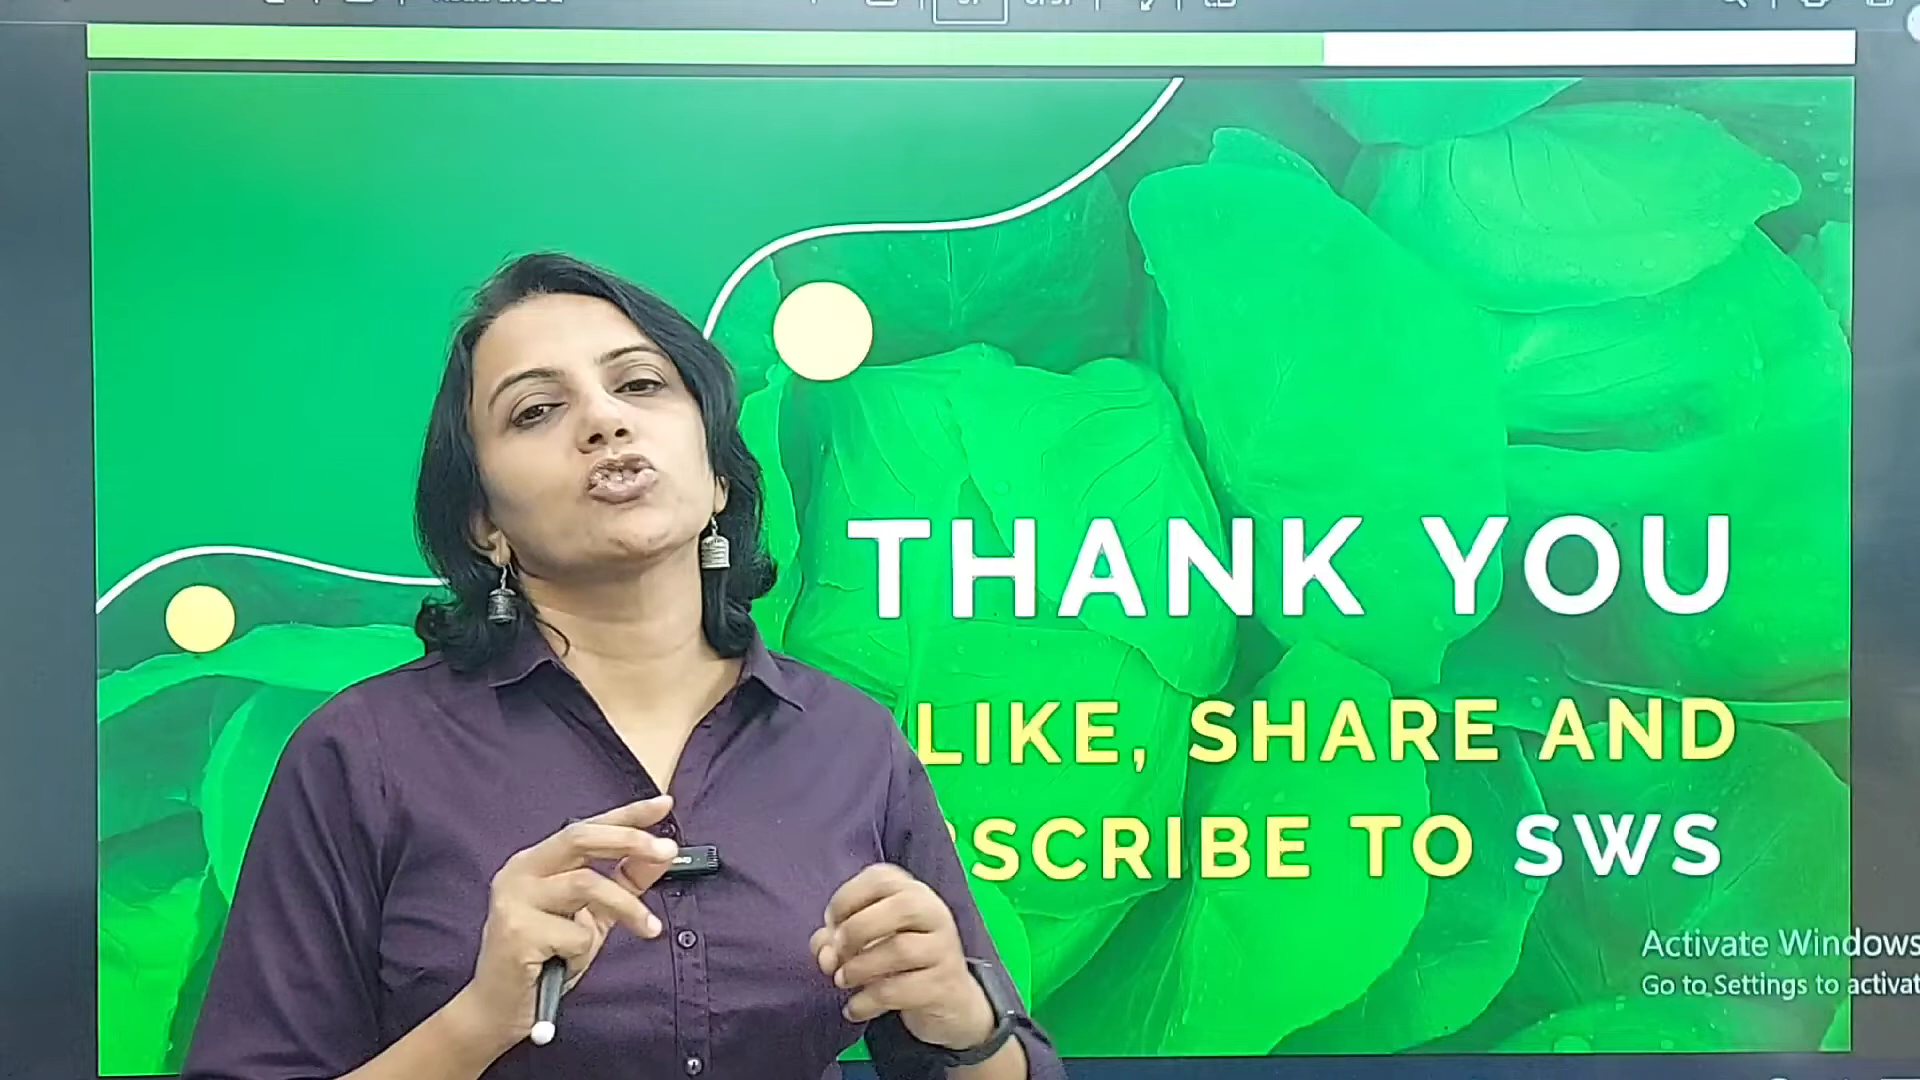 THANK YOU
LIKE, SHARE AND
SCRIBE TO SWS
Activate Windows
Go to Settings to activat